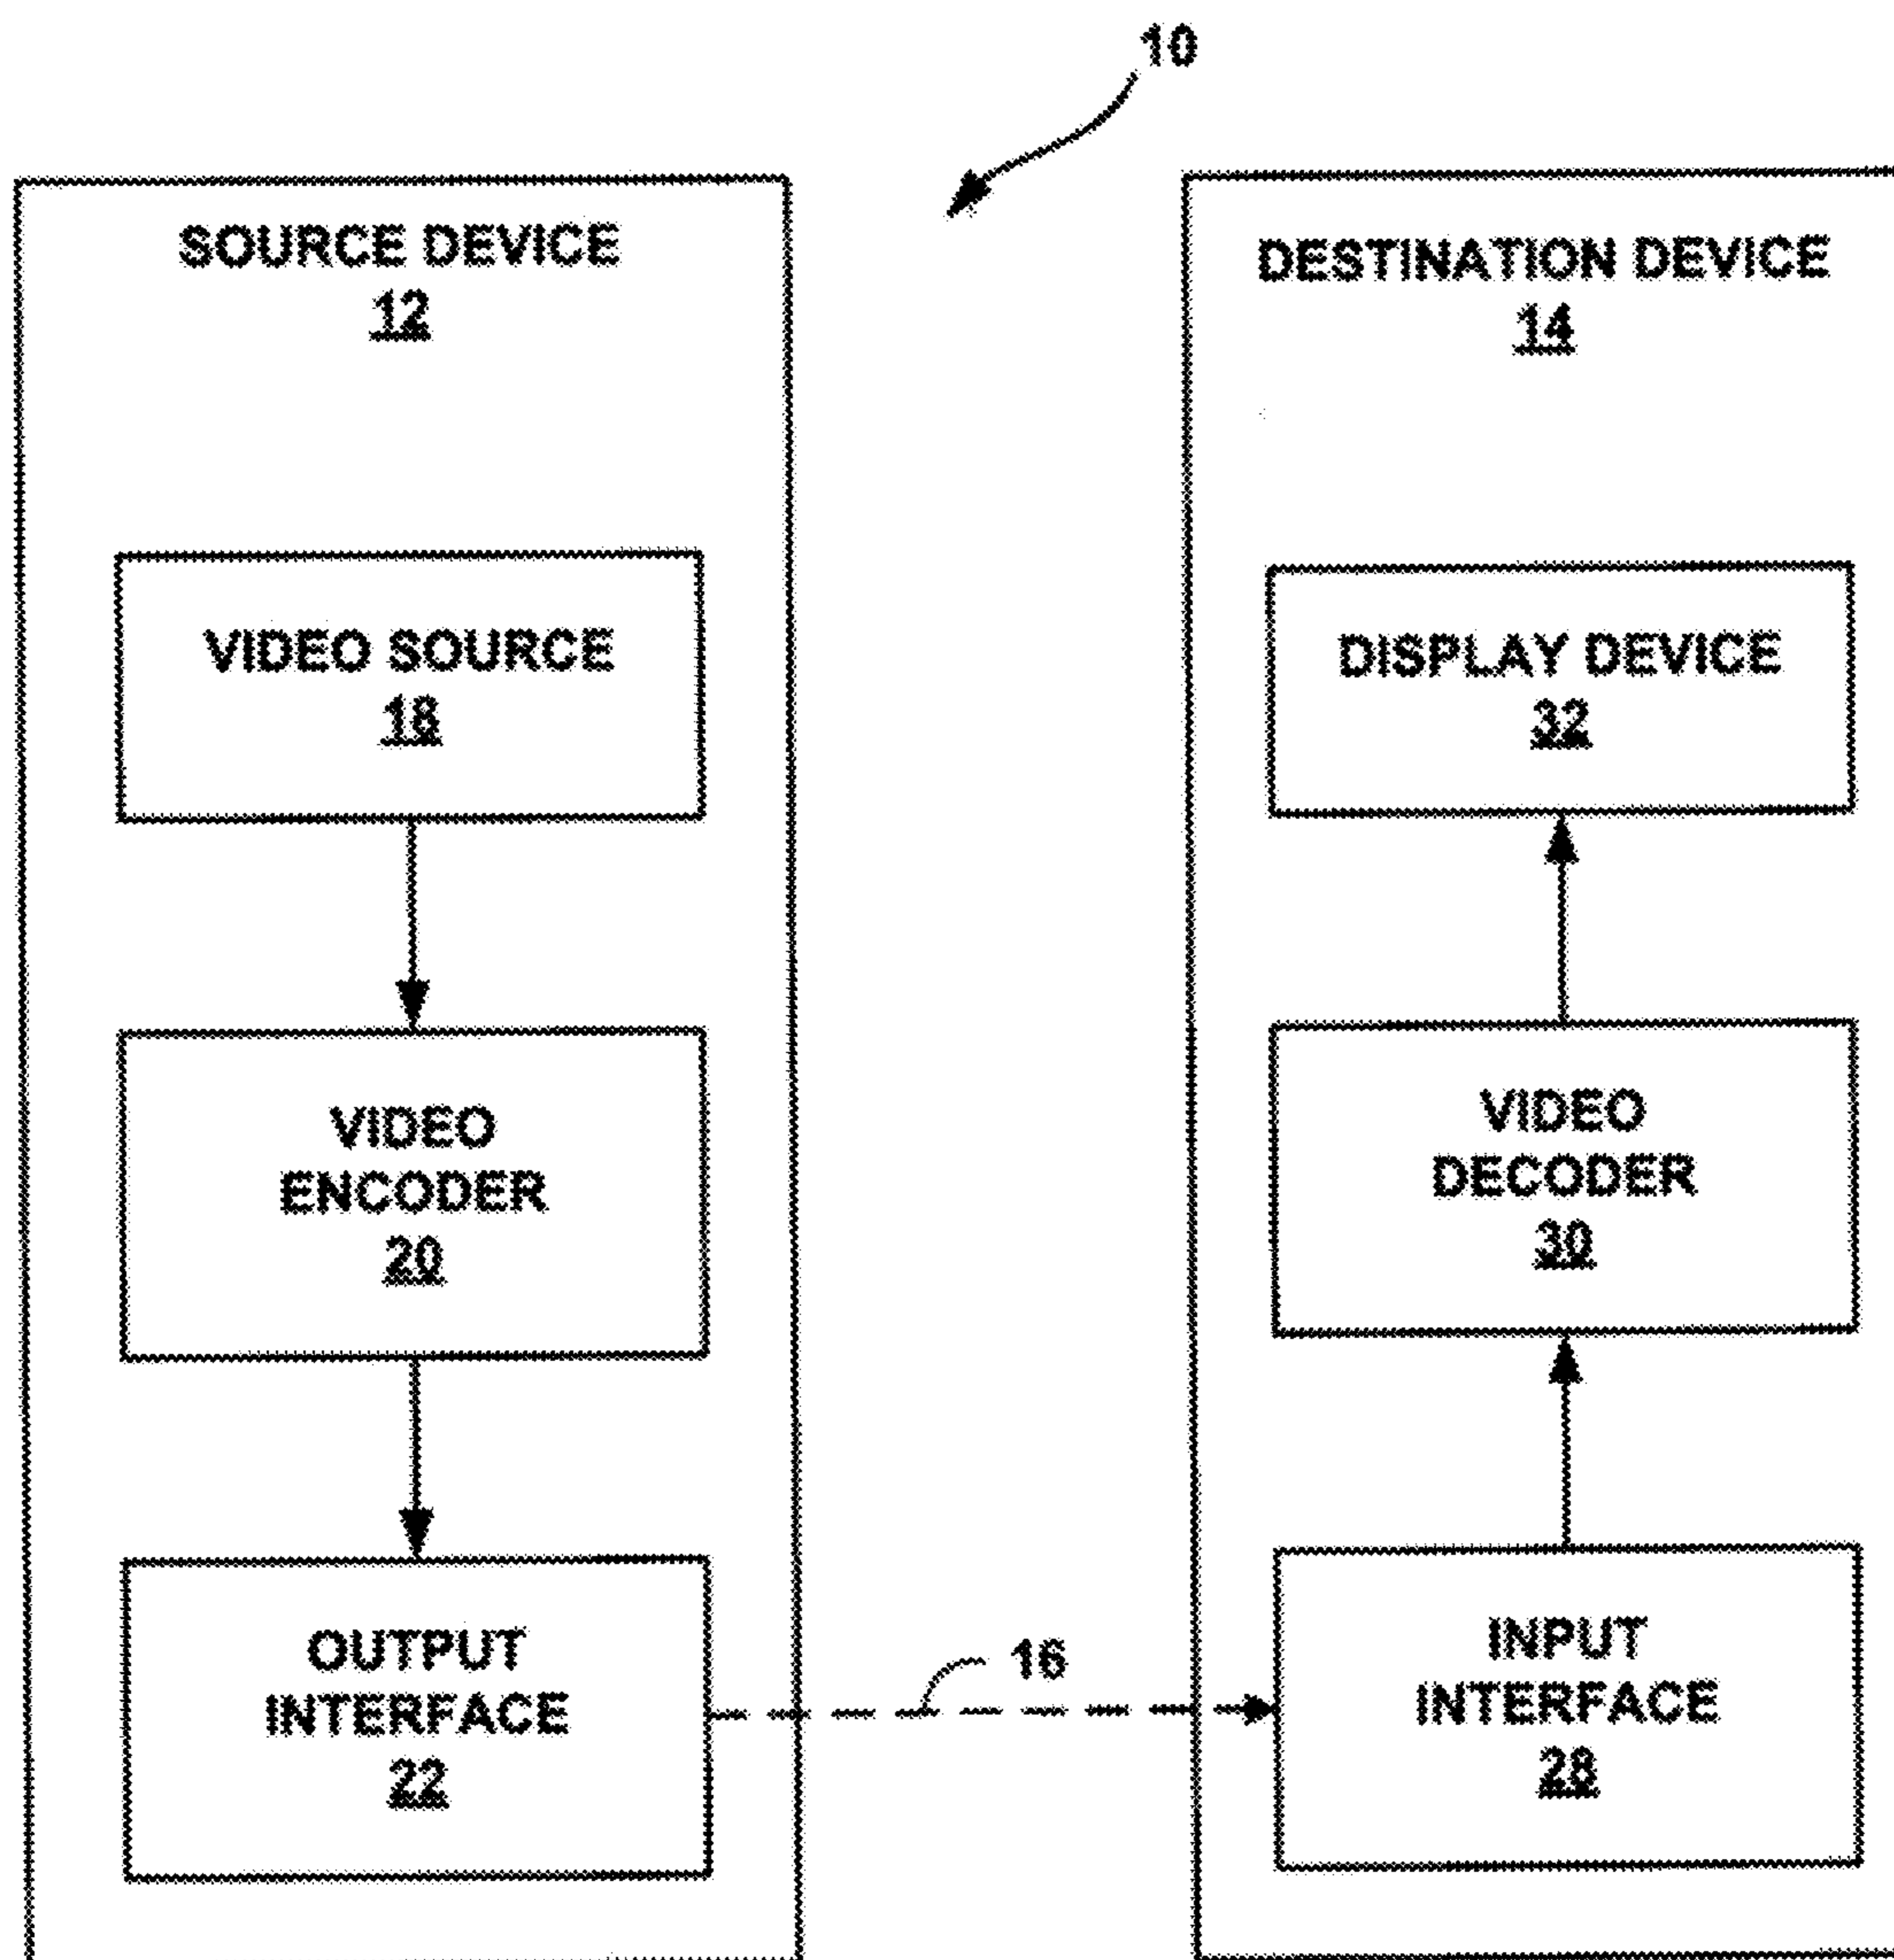 10
SOURCE DEVICE
12
VIDEO SOURCE
18
VIDEO
ENCODER
20
OUTPUT
INTERFACE
22
16
DESTINATION DEVICE
14
DISPLAY DEVICE
32
VIDEO
DECODER
30
INPUT
INTERFACE
28